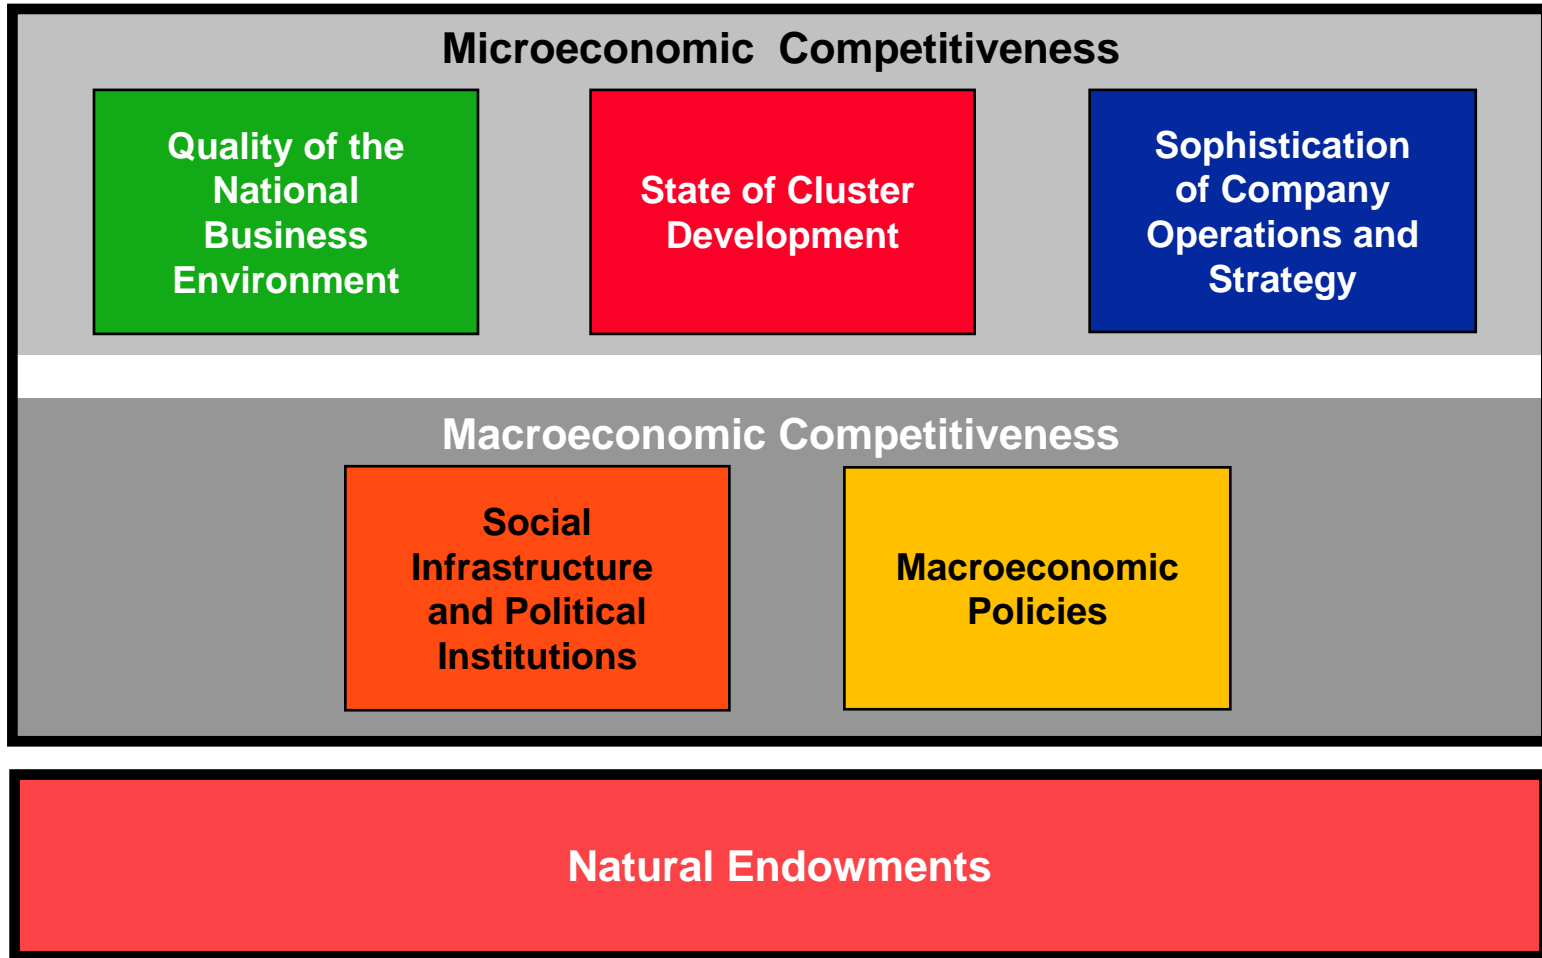 Microeconomic  Competitiveness
Quality of the
National
Business
Environment
State of Cluster
Development
Sophistication
of Company
Operations and
Strategy
Macroeconomic Competitiveness
Social
Infrastructure
and Political
Institutions
Macroeconomic
Policies
Natural Endowments